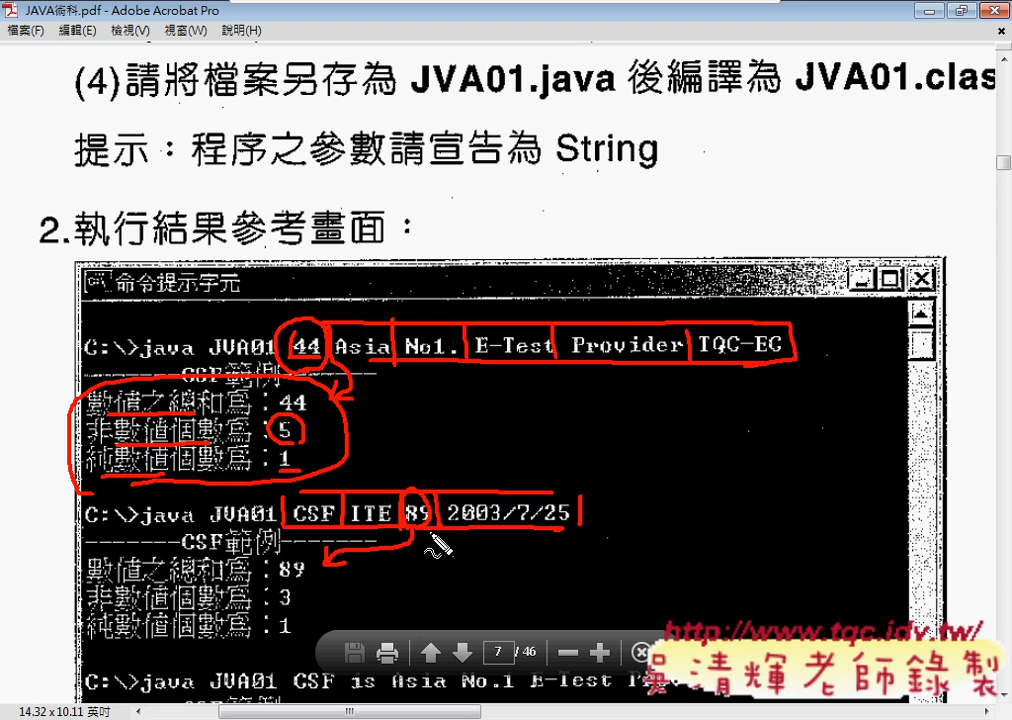 JAVA術科.pdf - Adobe Acrobat Pro
檔案(F) 編輯(E) 檢視(V) 視窗(W) 說明(H)
(4)請將檔案另存為 JVA01.java 後編譯為 JVA01.clas
提示：程序之參數請宣告為 String
2.執行結果參考畫面：
命令提示字元
C:\>java JVA01 44 Asia No1. E-Test Provider TQC-EC
-------CSF範例-------
數值之總和為：44
非數值個數為：5
純數值個數為：1
C:\>java JVA01 CSF ITE 89 2003/7/25
-------CSF範例-------
數值之總和為：89
非數值個數為：3
純數值個數為：1
7 / 46
http://www.tqc.idv.tw/
吳清輝老師錄製
C:\>java JVA01 CSF is Asia No.1 E-Test
14.32 x 10.11 英吋